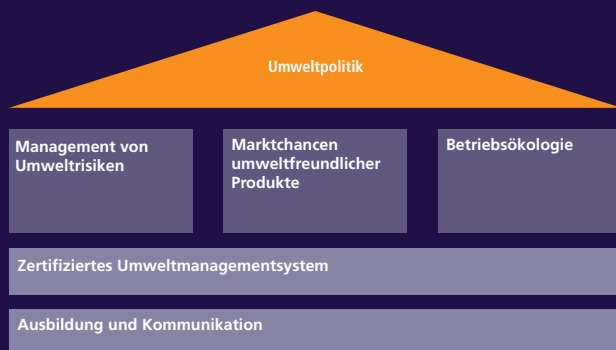 Umweltpolitik
Management von
Umweltrisiken
Marktchancen
umweltfreundlicher
Produkte
Betriebsökologie
Zertifiziertes Umweltmanagementsystem
Ausbildung und Kommunikation